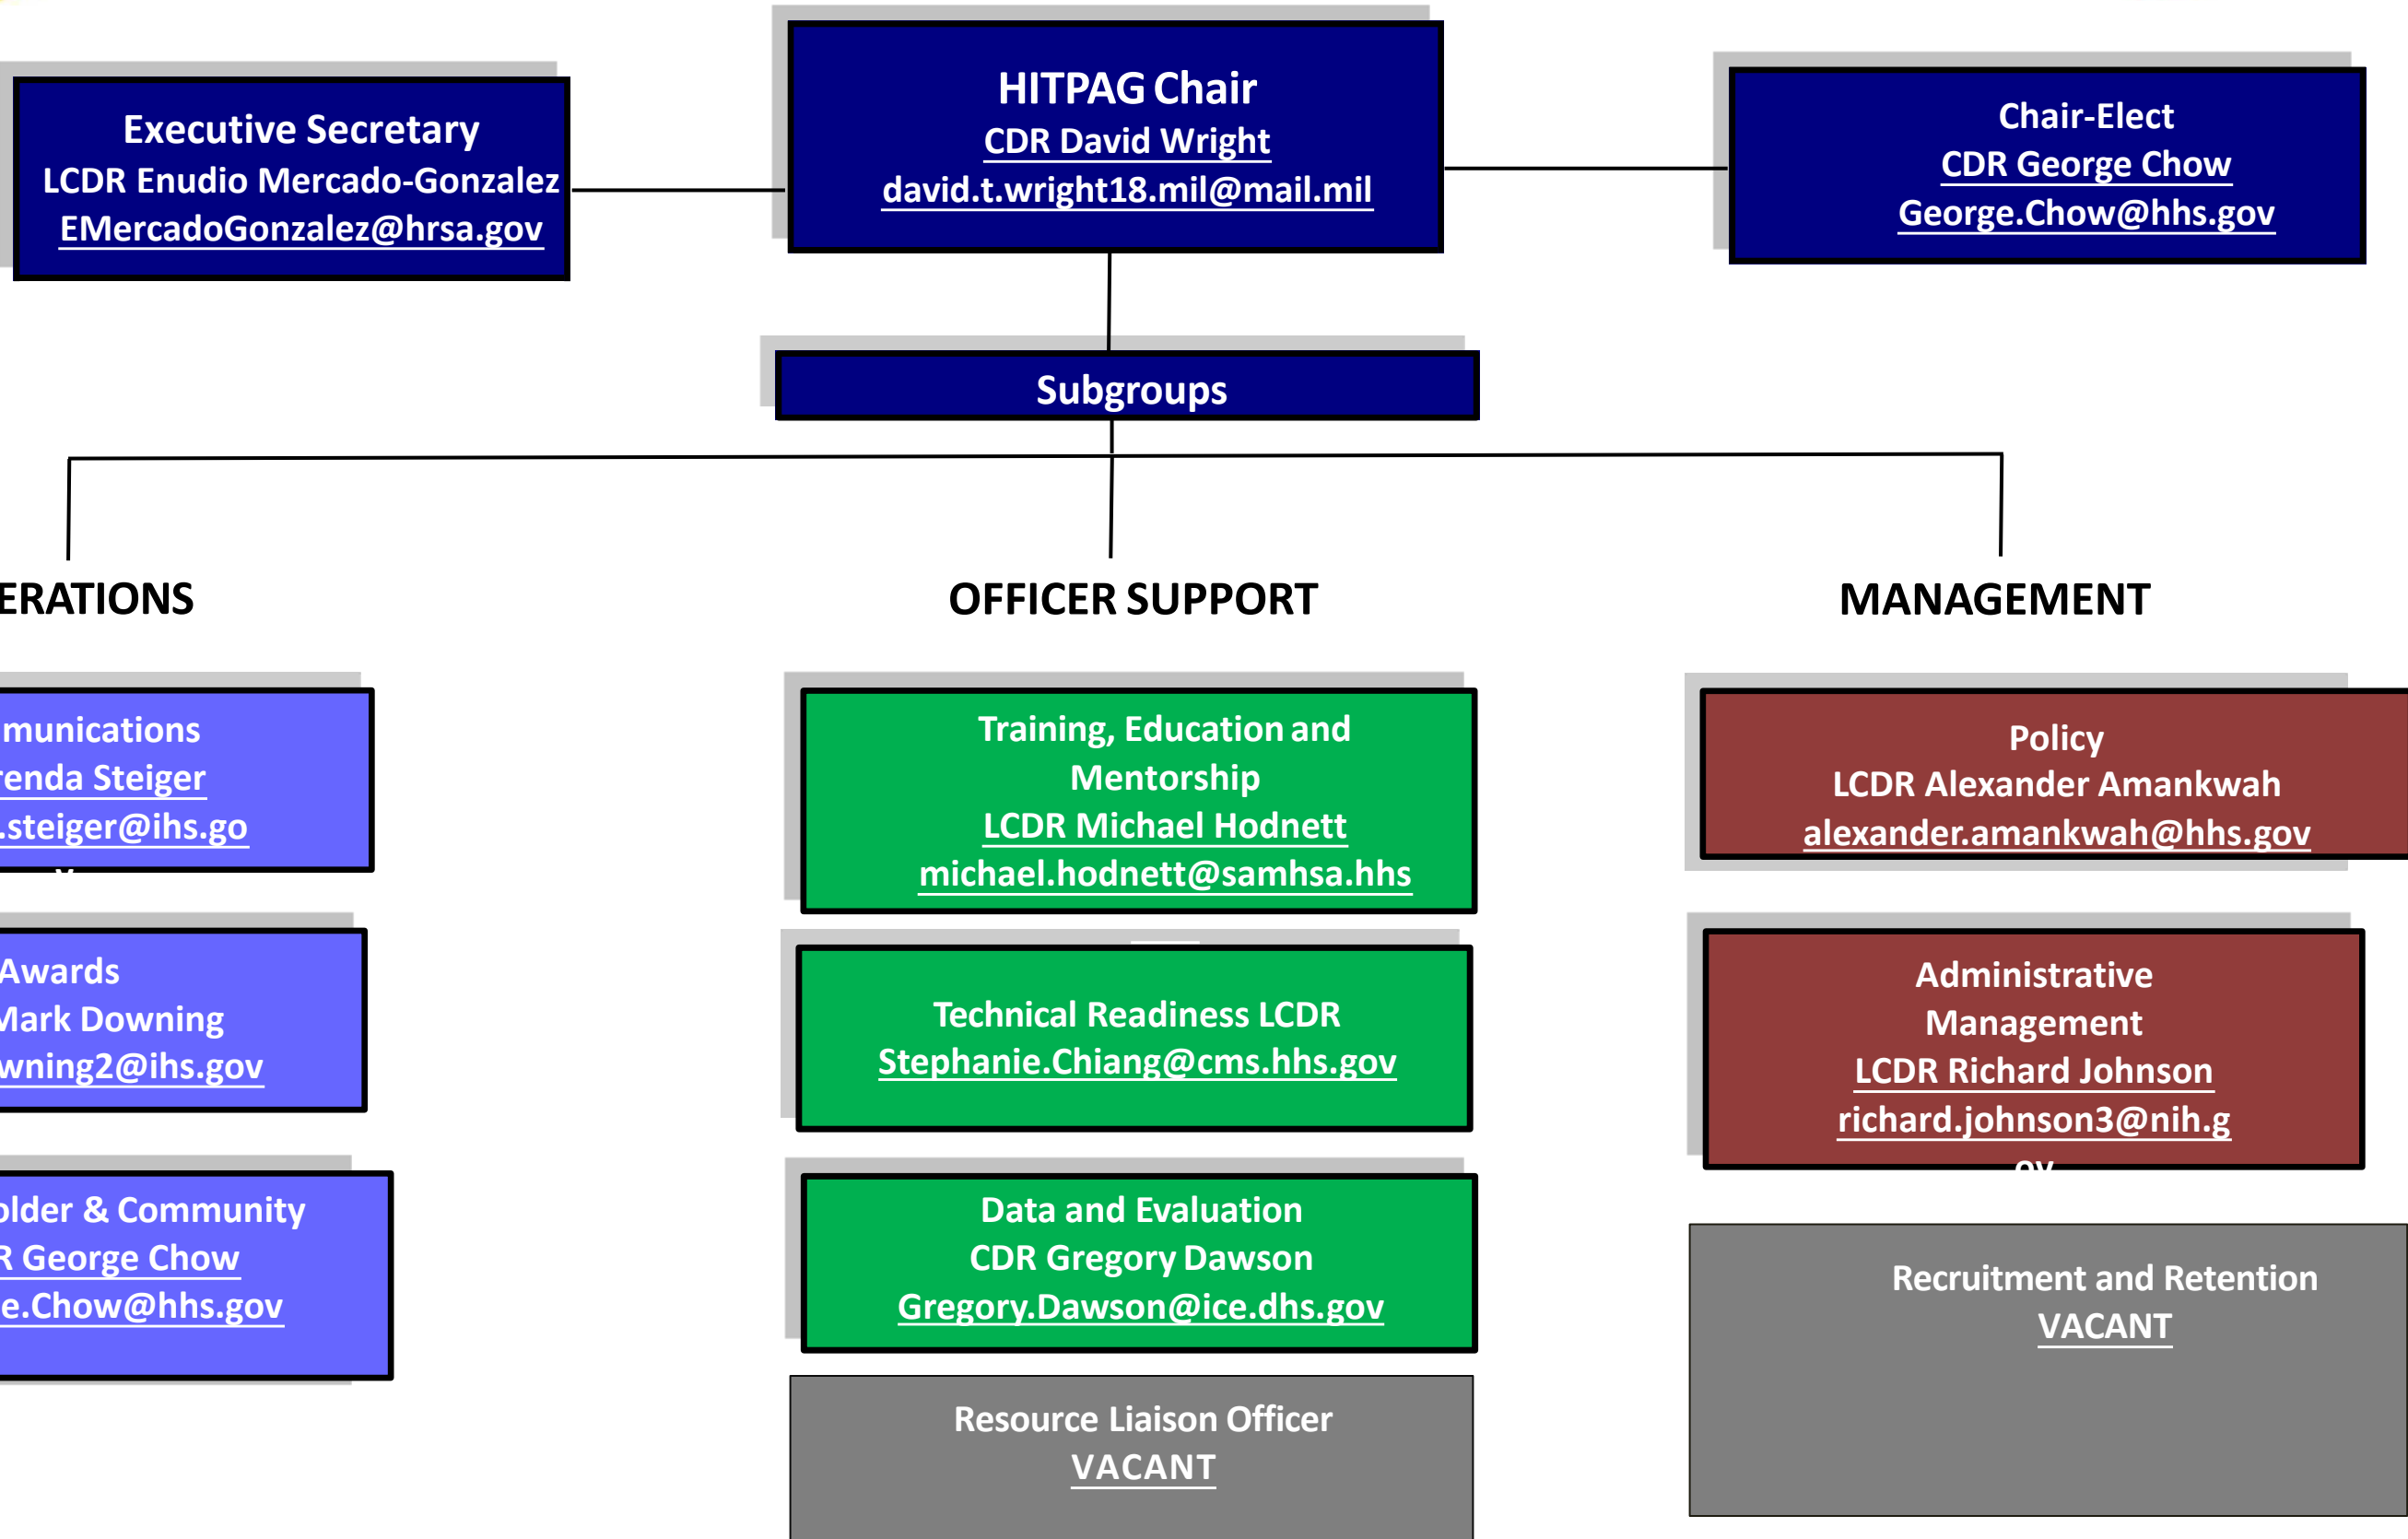 HITPAG Chair
CDR David Wright
david.t.wright18.mil@mail.mil
Executive Secretary
LCDR Enudio Mercado-Gonzalez
EMercadoGonzalez@hrsa.gov
Chair-Elect
CDR George Chow
George.Chow@hhs.gov
Subgroups
ERATIONS
munications
renda Steiger
.steiger@ihs.go
v
Awards
Mark Downing
wning2@ihs.gov
older & Community
R George Chow
e.Chow@hhs.gov
OFFICER SUPPORT
Training, Education and
Mentorship
LCDR Michael Hodnett
michael.hodnett@samhsa.hhs
Technical Readiness LCDR
Stephanie.Chiang@cms.hhs.gov
Data and Evaluation
CDR Gregory Dawson
Gregory.Dawson@ice.dhs.gov
Resource Liaison Officer
VACANT
MANAGEMENT
Policy
LCDR Alexander Amankwah
alexander.amankwah@hhs.gov
Administrative
Management
LCDR Richard Johnson
richard.johnson3@nih.g
ov
Recruitment and Retention
VACANT